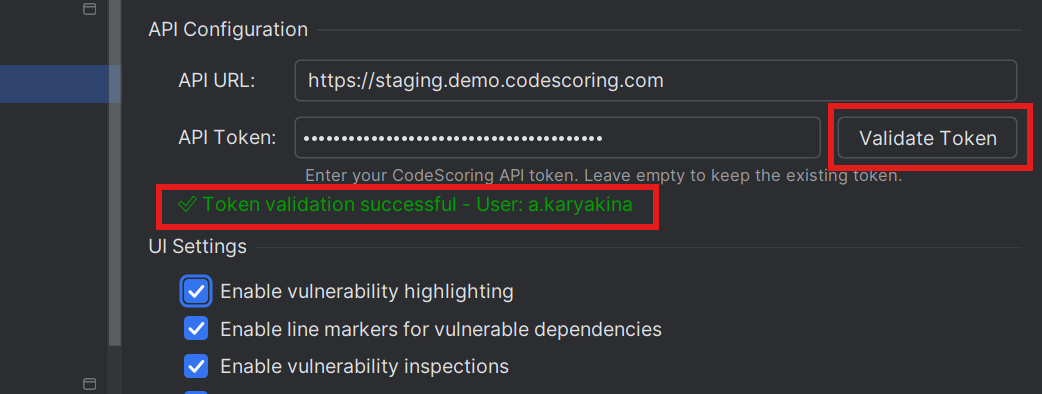 API Configuration
API URL: https://staging.demo.codescoring.com
API Token: ••••••••••••••••••••••••••••••••••••••• Validate Token
Enter your CodeScoring API token. Leave empty to keep the existing token.
Token validation successful - User: a.karyakina
UI Settings
Enable vulnerability highlighting
Enable line markers for vulnerable dependencies
Enable vulnerability inspections